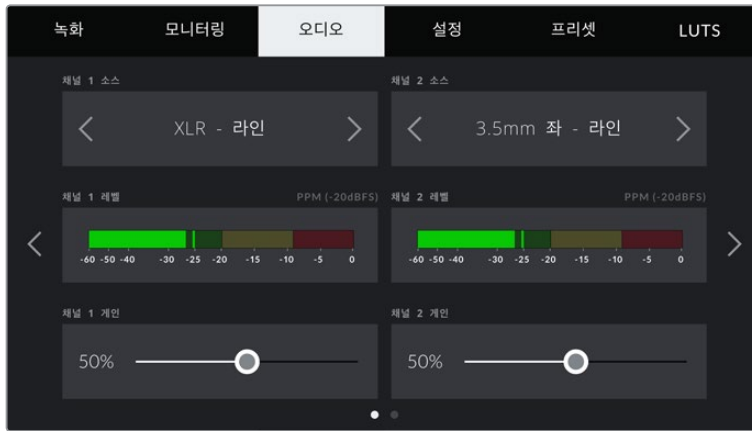 녹화 모니터링 오디오 설정 프리셋 LUTS
채널 1 소스 채널 2 소스
XLR - 라인 3.5mm 좌 - 라인
채널 1 레벨 PPM (-20dBFS) 채널 2 레벨 PPM (-20dBFS)
-60 -50 -40 -30 -25 -20 -15 -10 -5 0 -60 -50 -40 -30 -25 -20 -15 -10 -5 0
채널 1 게인 채널 2 게인
50% 50%